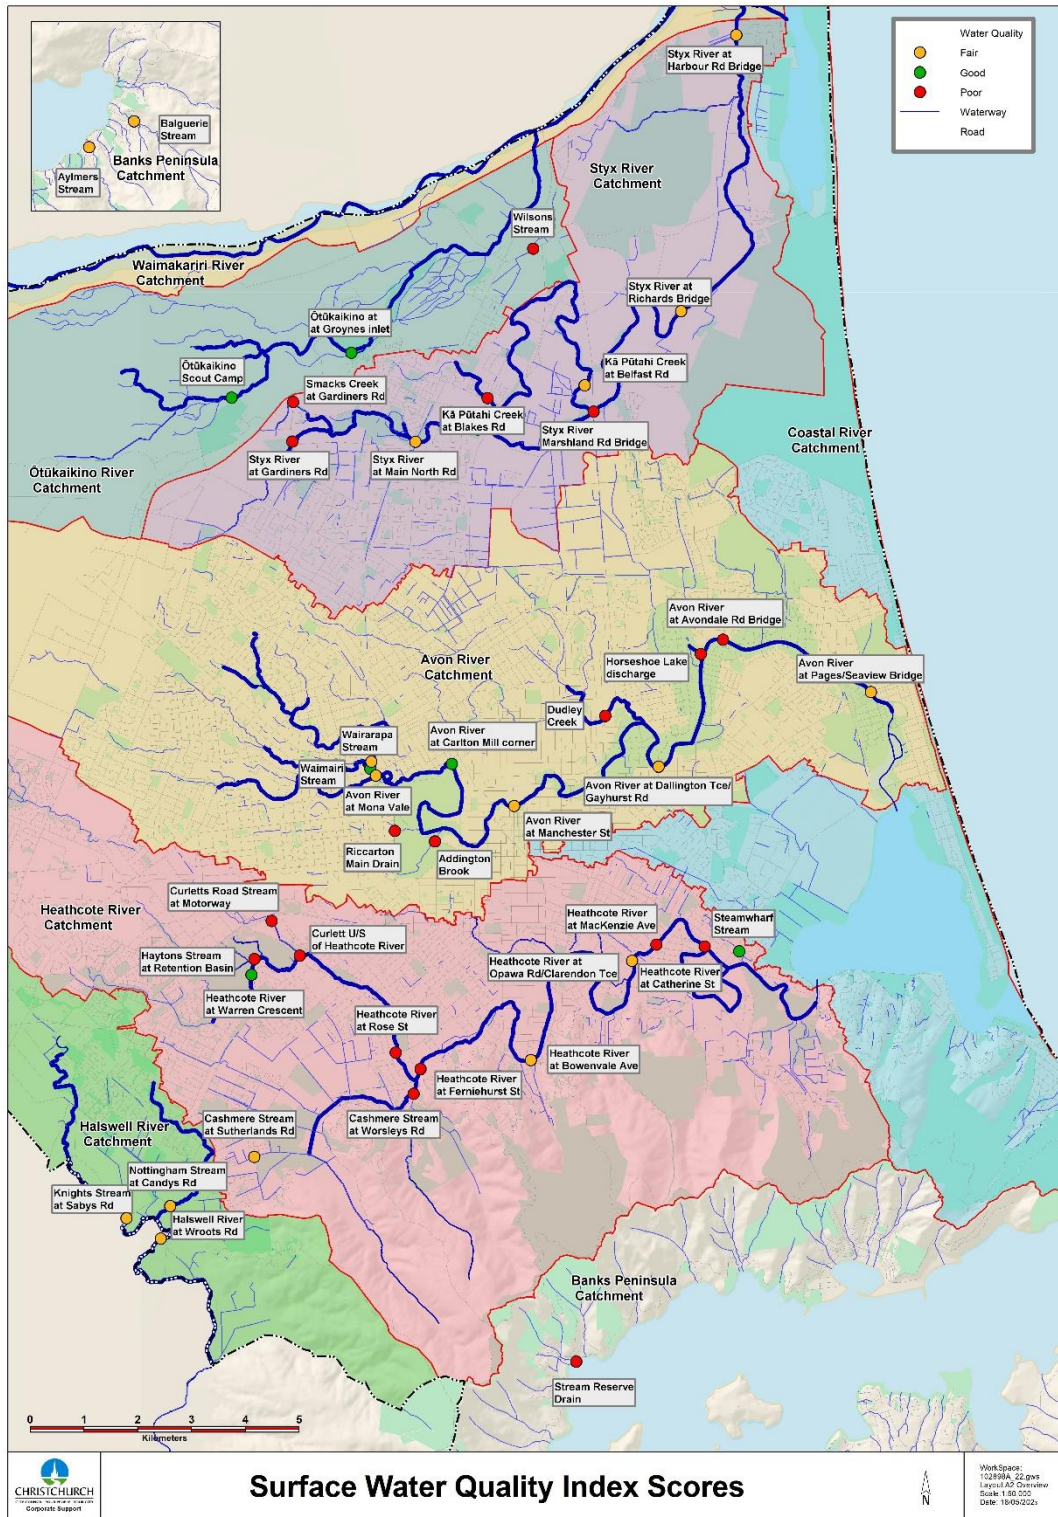 Water Quality
Fair
Good
Poor
Waterway
Road
Styx River at
Harbour Rd Bridge
Balguerie
Stream
Banks Peninsula
Catchment
Aylmers
Stream
Styx River
Catchment
Wilsons
Stream
Waimakariri River
Catchment
Styx River at
Richards Bridge
Ōtūkaikino at
at Groynes inlet
Ōtūkaikino
Scout Camp
Smacks Creek
at Gardiners Rd
Kā Pūtahi Creek
at Belfast Rd
Kā Pūtahi Creek
at Blakes Rd
Styx River
Marshland Rd Bridge
Styx River
at Gardiners Rd
Styx River
at Main North Rd
Coastal River
Catchment
Ōtūkaikino River
Catchment
Avon River
at Avondale Rd Bridge
Avon River
Catchment
Horseshoe Lake
discharge
Avon River
at Pages/Seaview Bridge
Dudley
Creek
Wairarapa
Stream
Avon River
at Carlton Mill corner
Waimairi
Stream
Avon River
at Mona Vale
Avon River at Dallington Tce/
Gayhurst Rd
Avon River
at Manchester St
Riccarton
Main Drain
Addington
Brook
Curletts Road Stream
at Motorway
Heathcote River
Catchment
Curlett U/S
of Heathcote River
Heathcote River
at MacKenzie Ave
Steamwharf
Stream
Haytons Stream
at Retention Basin
Heathcote River at
Opawa Rd/Clarendon Tce
Heathcote River
at Catherine St
Heathcote River
at Warren Crescent
Heathcote River
at Rose St
Heathcote River
at Bowenvale Ave
Heathcote River
at Ferniehurst St
Cashmere Stream
at Sutherlands Rd
Cashmere Stream
at Worsleys Rd
Halswell River
Catchment
Nottingham Stream
at Candys Rd
Knights Stream
at Sabys Rd
Halswell River
at Wroots Rd
Banks Peninsula
Catchment
Stream Reserve
Drain
0 1 2 3 4 5
Kilometers
CHRISTCHURCH
Corporate Support
Surface Water Quality Index Scores
N
WorkSpace:
102898A_22.gws
Layout A2 Overview
Scale 1:50,000